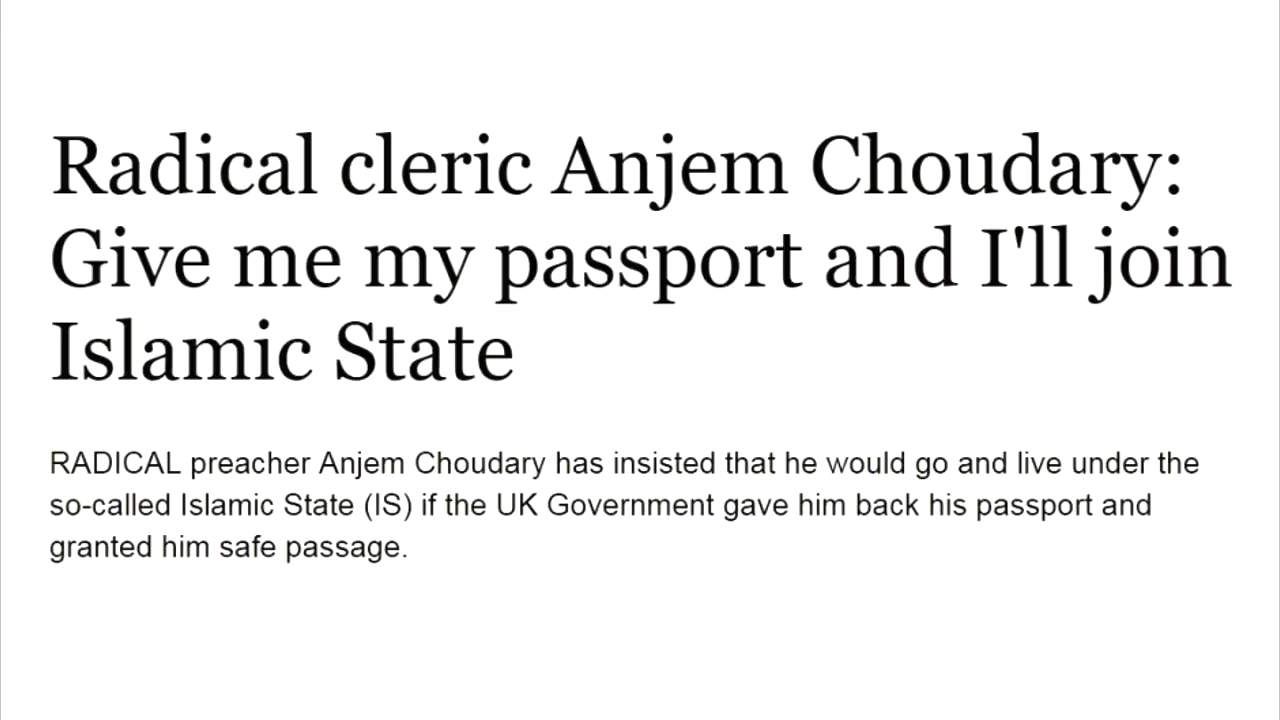 Radical cleric Anjem Choudary:
Give me my passport and I'll join
Islamic State
RADICAL preacher Anjem Choudary has insisted that he would go and live under the
so-called Islamic State (IS) if the UK Government gave him back his passport and
granted him safe passage.